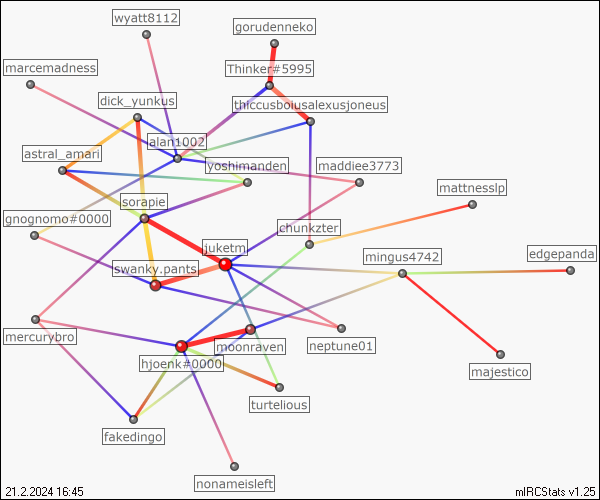 wyatt8112
gorudenneko
marcemadness
Thinker#5995
dick_yunkus
thiccusboiusalexusjoneus
alan1002
astral_amari
yoshimanden
maddiee3773
mattnesslp
sorapie
gnognomo#0000
chunkzter
juketm
mingus4742
edgepanda
swanky.pants
mercurybro
moonraven
neptune01
hjoenk#0000
majestico
turtelious
fakedingo
nonameisleft
21.2.2024 16:45
mIRCStats v1.25